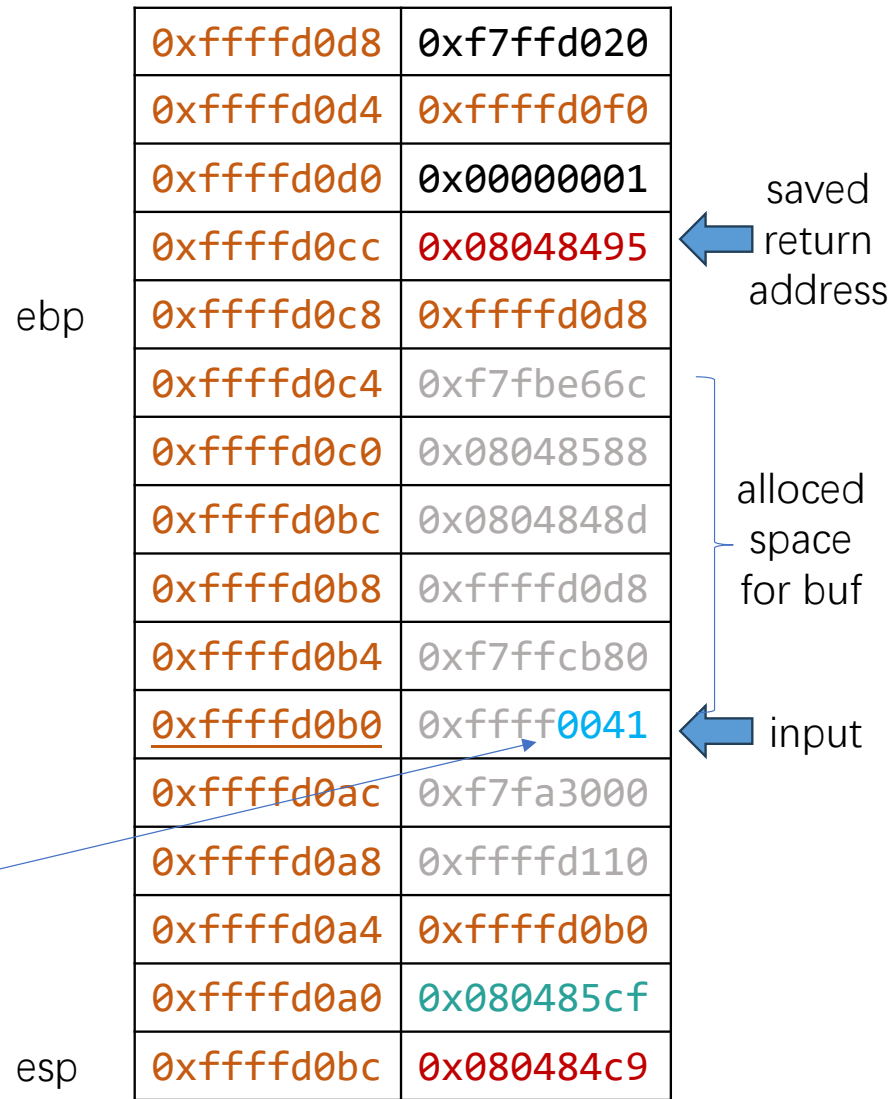 0xffffd0d8 0xf7ffd020
0xffffd0d4 0xffffd0f0
0xffffd0d0 0x00000001
saved
return
address
0xffffd0cc 0x08048495
ebp 0xffffd0c8 0xffffd0d8
0xffffd0c4 0xf7fbe66c
0xffffd0c0 0x08048588
alloced
space
for buf
0xffffd0bc 0x0804848d
0xffffd0b8 0xffffd0d8
0xffffd0b4 0xf7ffcb80
0xffffd0b0 0xffff0041 input
0xffffd0ac 0xf7fa3000
0xffffd0a8 0xffffd110
0xffffd0a4 0xffffd0b0
0xffffd0a0 0x080485cf
esp 0xffffd0bc 0x080484c9